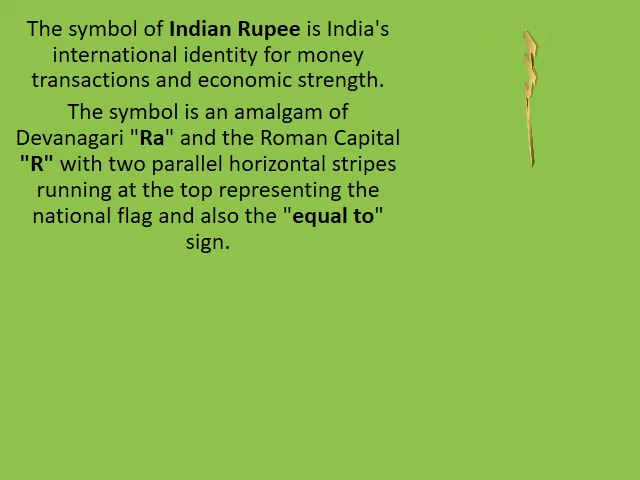 The symbol of Indian Rupee is India's
international identity for money
transactions and economic strength.
The symbol is an amalgam of
Devanagari "Ra" and the Roman Capital
"R" with two parallel horizontal stripes
running at the top representing the
national flag and also the "equal to"
sign.